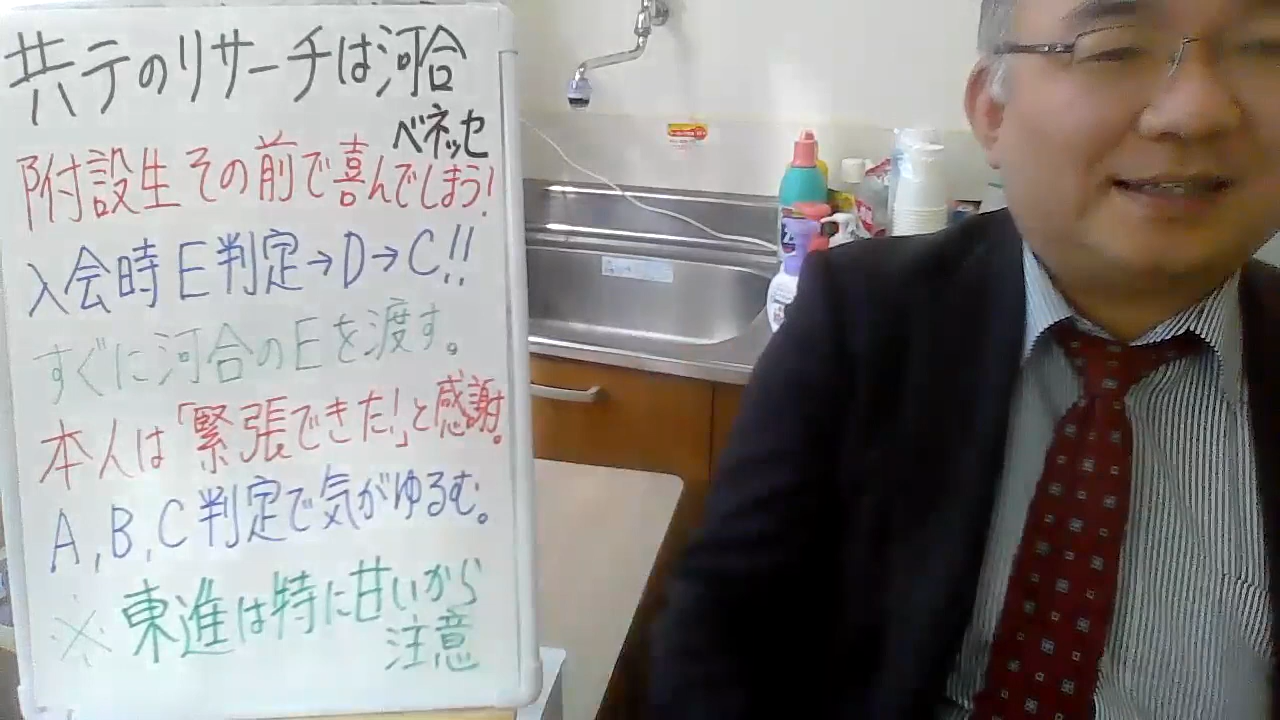 共テのリサーチは河合
ベネッセ
附設生その前で喜んでしまう!
入会時E判定→D→C!!
すぐに河合のEを渡す。
本人は「緊張できた!」と感謝。
A,B,C判定で気がゆるむ。
※東進は特に甘いから
注意